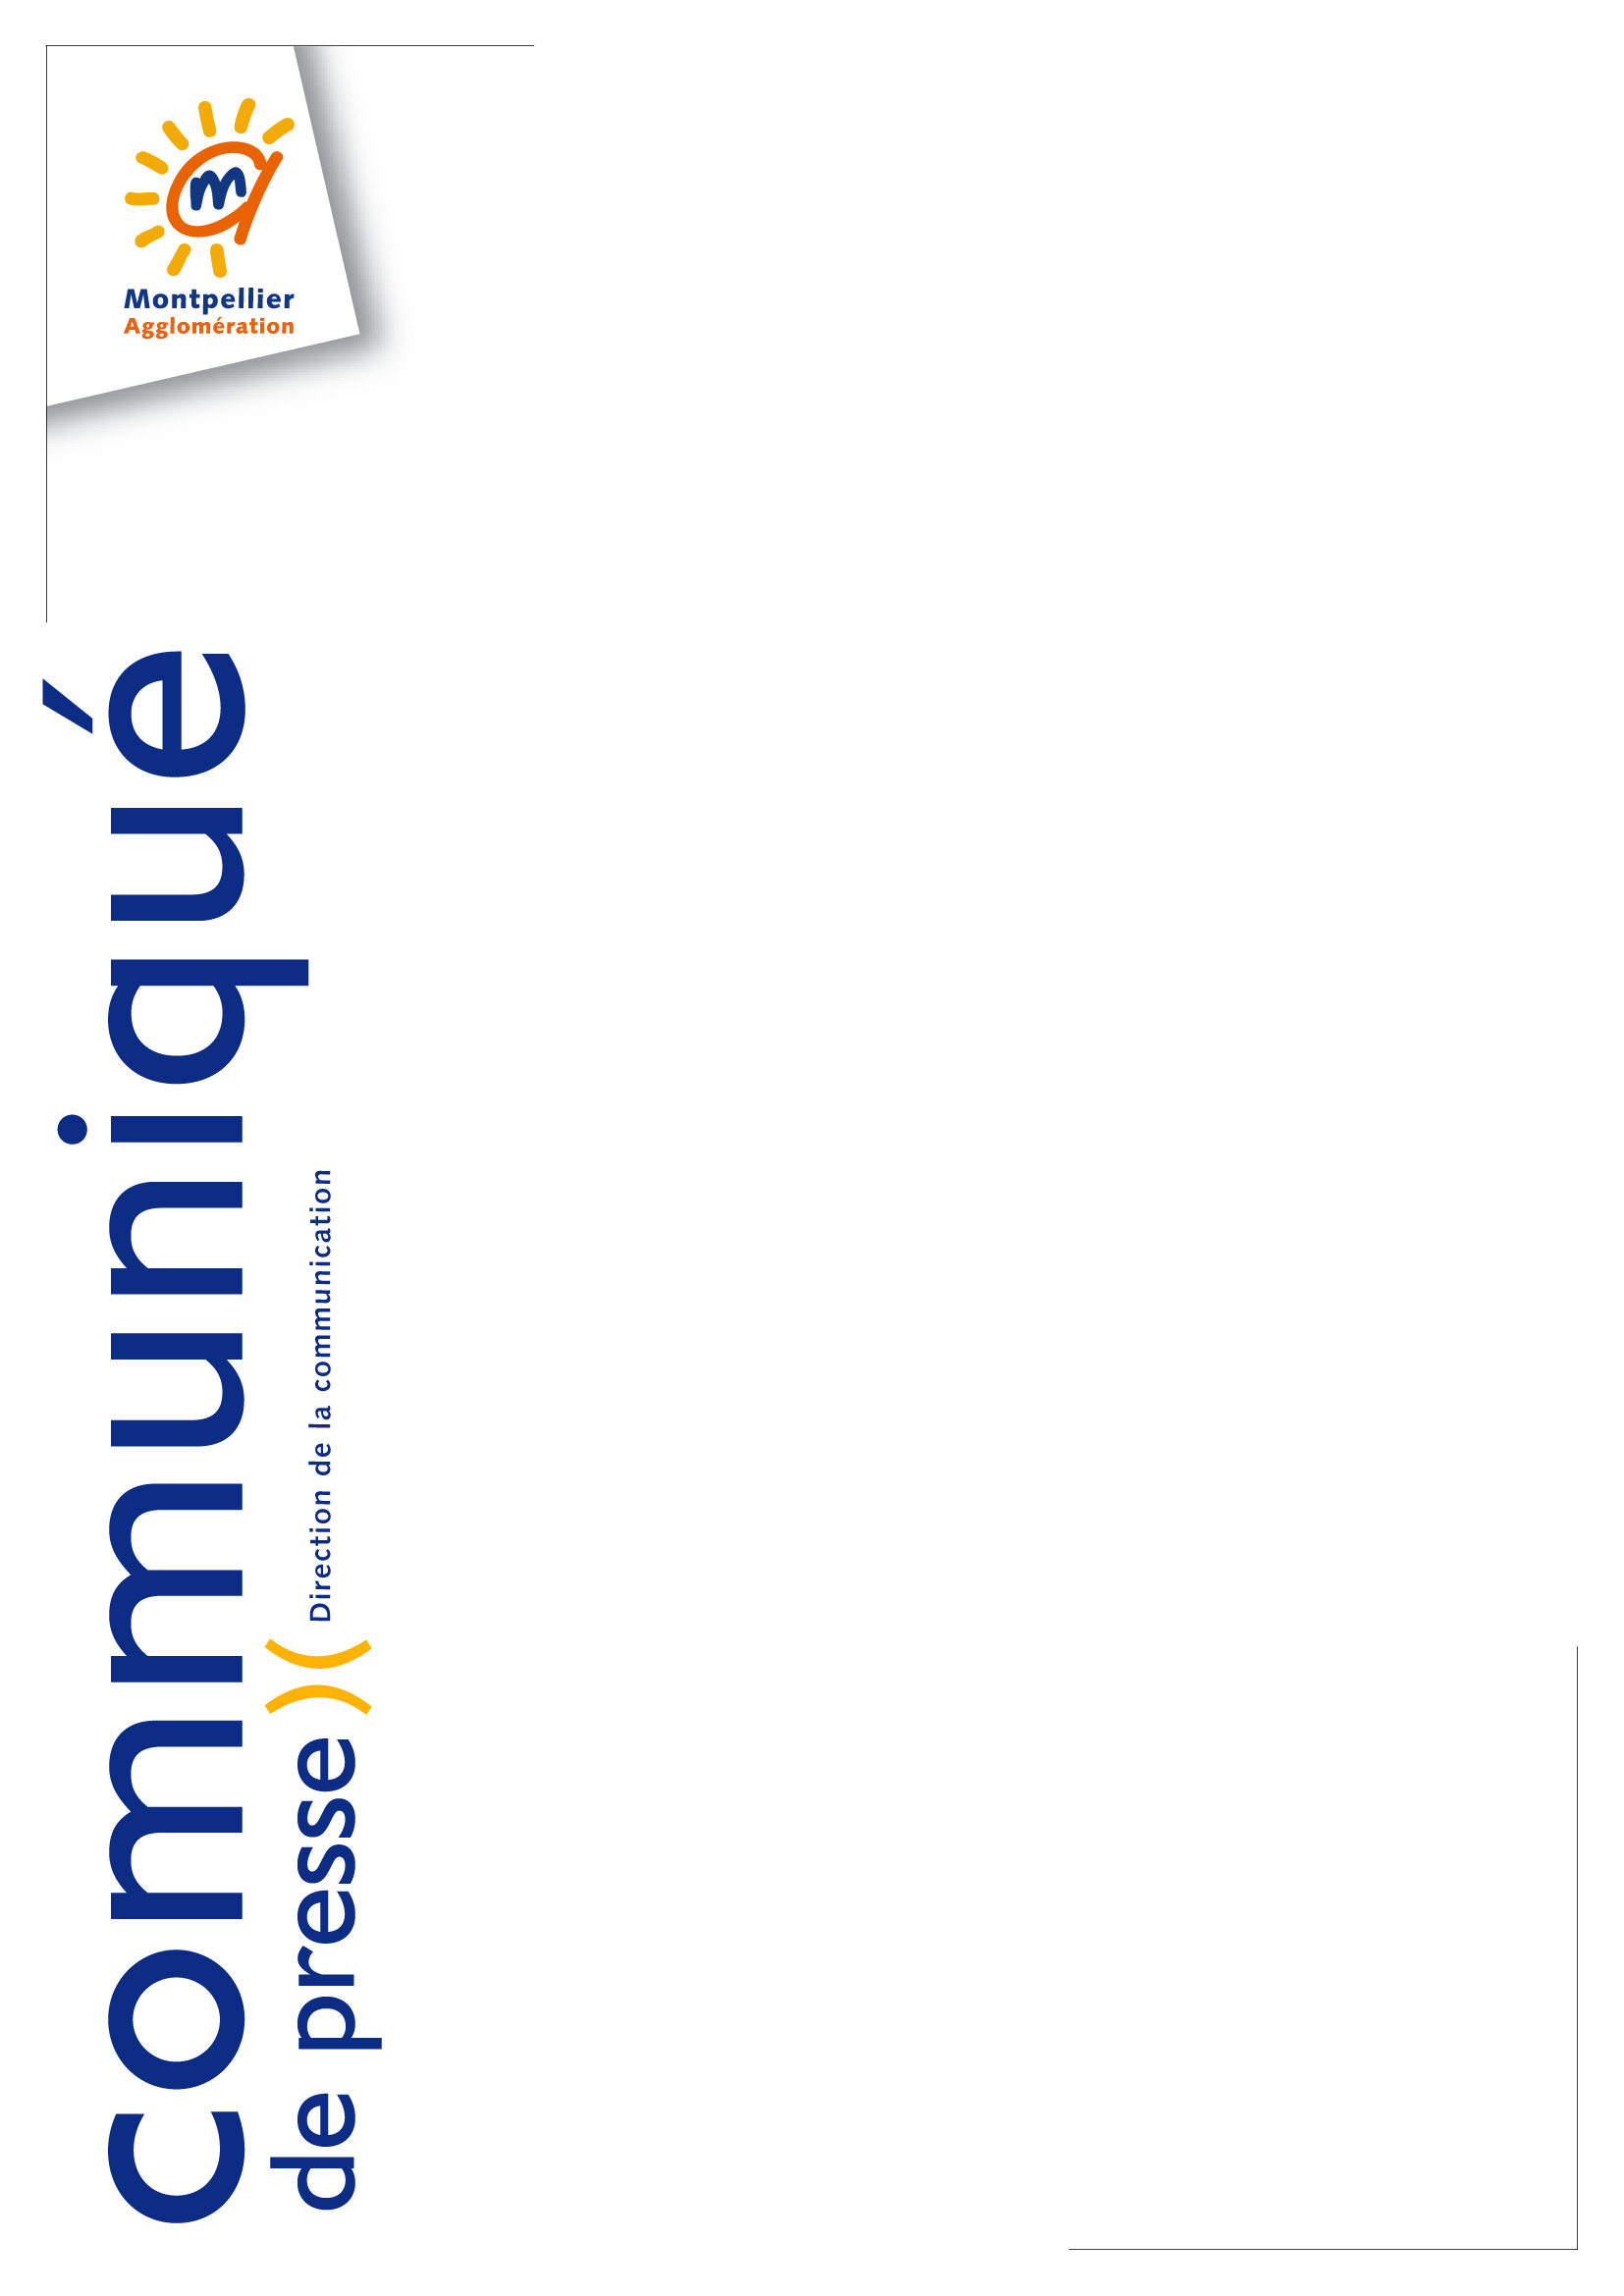 m
Montpellier
Agglomération
communiqué
de presse )( Direction de la communication